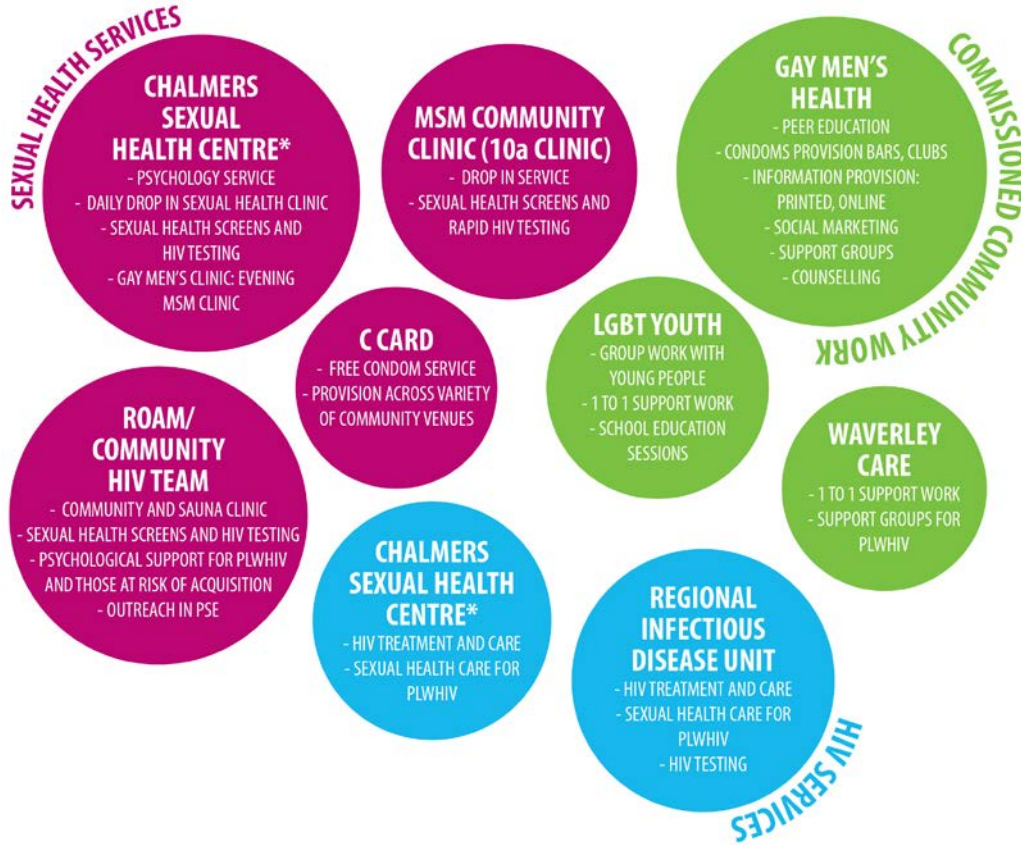 SEXUAL HEALTH SERVICES
CHALMERS
SEXUAL
HEALTH CENTRE*
- PSYCHOLOGY SERVICE
- DAILY DROP IN SEXUAL HEALTH CLINIC
- SEXUAL HEALTH SCREENS AND
HIV TESTING
- GAY MEN'S CLINIC: EVENING
MSM CLINIC
MSM COMMUNITY
CLINIC (10a CLINIC)
- DROP IN SERVICE
- SEXUAL HEALTH SCREENS AND
RAPID HIV TESTING
C CARD
- FREE CONDOM SERVICE
- PROVISION ACROSS VARIETY
OF COMMUNITY VENUES
ROAM/
COMMUNITY
HIV TEAM
- COMMUNITY AND SAUNA CLINIC
- SEXUAL HEALTH SCREENS AND HIV TESTING
- PSYCHOLOGICAL SUPPORT FOR PLWHIV
AND THOSE AT RISK OF ACQUISITION
- OUTREACH IN PSE
COMMISSIONED COMMUNITY WORK
GAY MEN'S
HEALTH
- PEER EDUCATION
- CONDOMS PROVISION BARS, CLUBS
- INFORMATION PROVISION:
PRINTED, ONLINE
- SOCIAL MARKETING
- SUPPORT GROUPS
- COUNSELLING
LGBT YOUTH
- GROUP WORK WITH
YOUNG PEOPLE
- 1 TO 1 SUPPORT WORK
- SCHOOL EDUCATION
SESSIONS
WAVERLEY
CARE
- 1 TO 1 SUPPORT WORK
- SUPPORT GROUPS FOR
PLWHIV
CHALMERS
SEXUAL HEALTH
CENTRE*
- HIV TREATMENT AND CARE
- SEXUAL HEALTH CARE FOR
PLWHIV
REGIONAL
INFECTIOUS
DISEASE UNIT
- HIV TREATMENT AND CARE
- SEXUAL HEALTH CARE FOR
PLWHIV
- HIV TESTING
HIV SERVICES